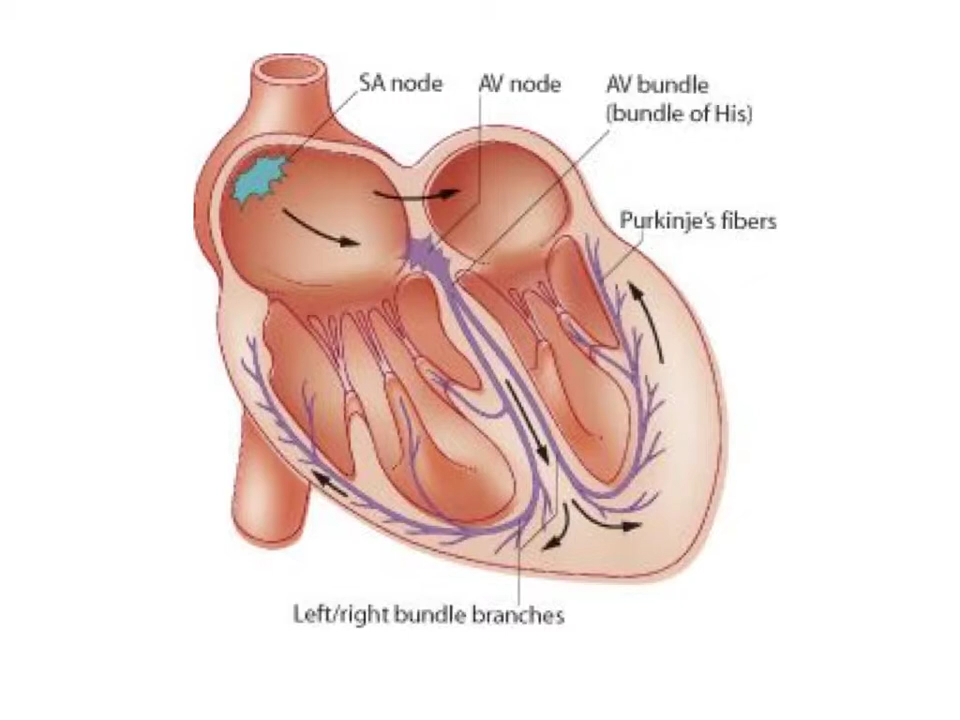 SA node
AV node
AV bundle
(bundle of His)
Purkinje's fibers
Left/right bundle branches